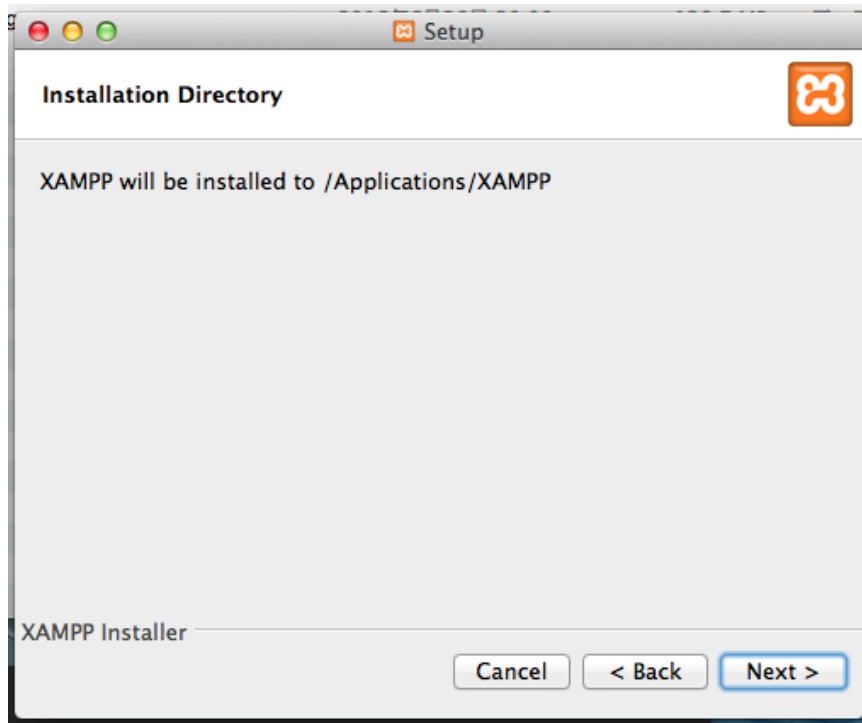 Setup
Installation Directory
XAMPP will be installed to /Applications/XAMPP
XAMPP Installer
Cancel
< Back
Next >